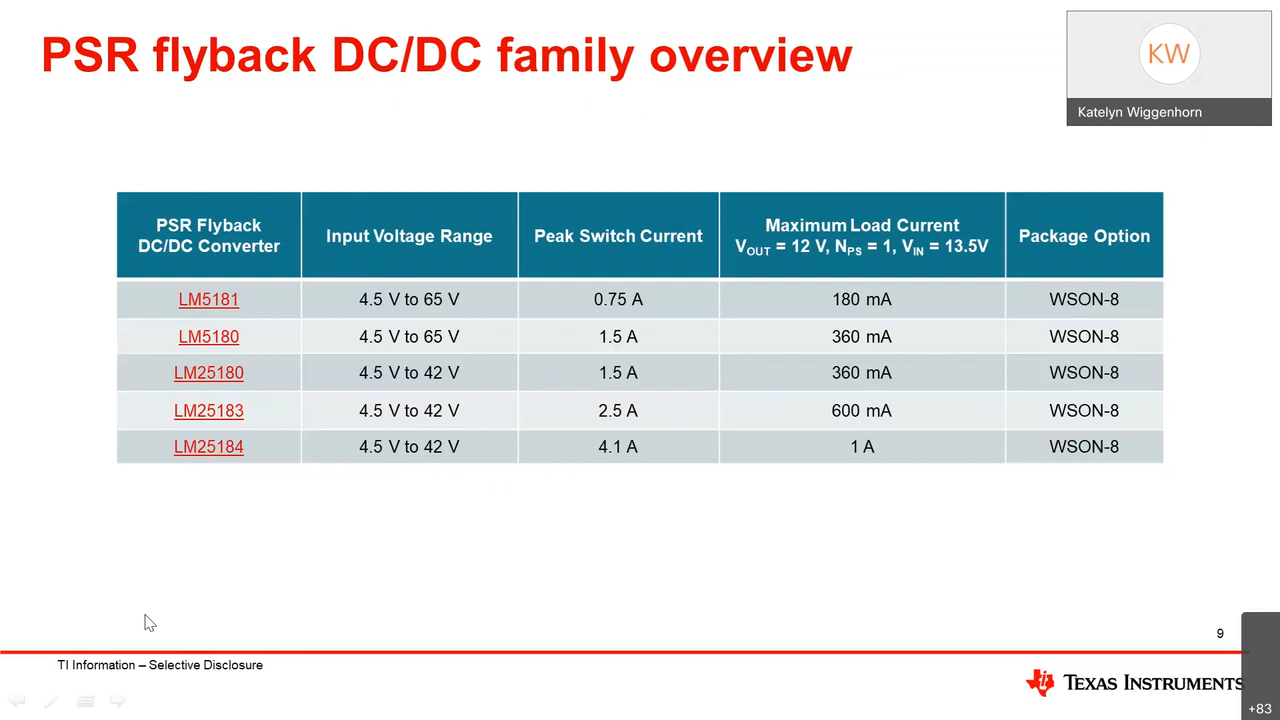 PSR flyback DC/DC family overview
KW
Katelyn Wiggenhorn
PSR Flyback DC/DC Converter Input Voltage Range Peak Switch Current Maximum Load Current VOUT = 12 V, NPS = 1, VIN = 13.5V Package Option
LM5181 4.5 V to 65 V 0.75 A 180 mA WSON-8
LM5180 4.5 V to 65 V 1.5 A 360 mA WSON-8
LM25180 4.5 V to 42 V 1.5 A 360 mA WSON-8
LM25183 4.5 V to 42 V 2.5 A 600 mA WSON-8
LM25184 4.5 V to 42 V 4.1 A 1 A WSON-8
9
TI Information – Selective Disclosure
TEXAS INSTRUMENTS
+83